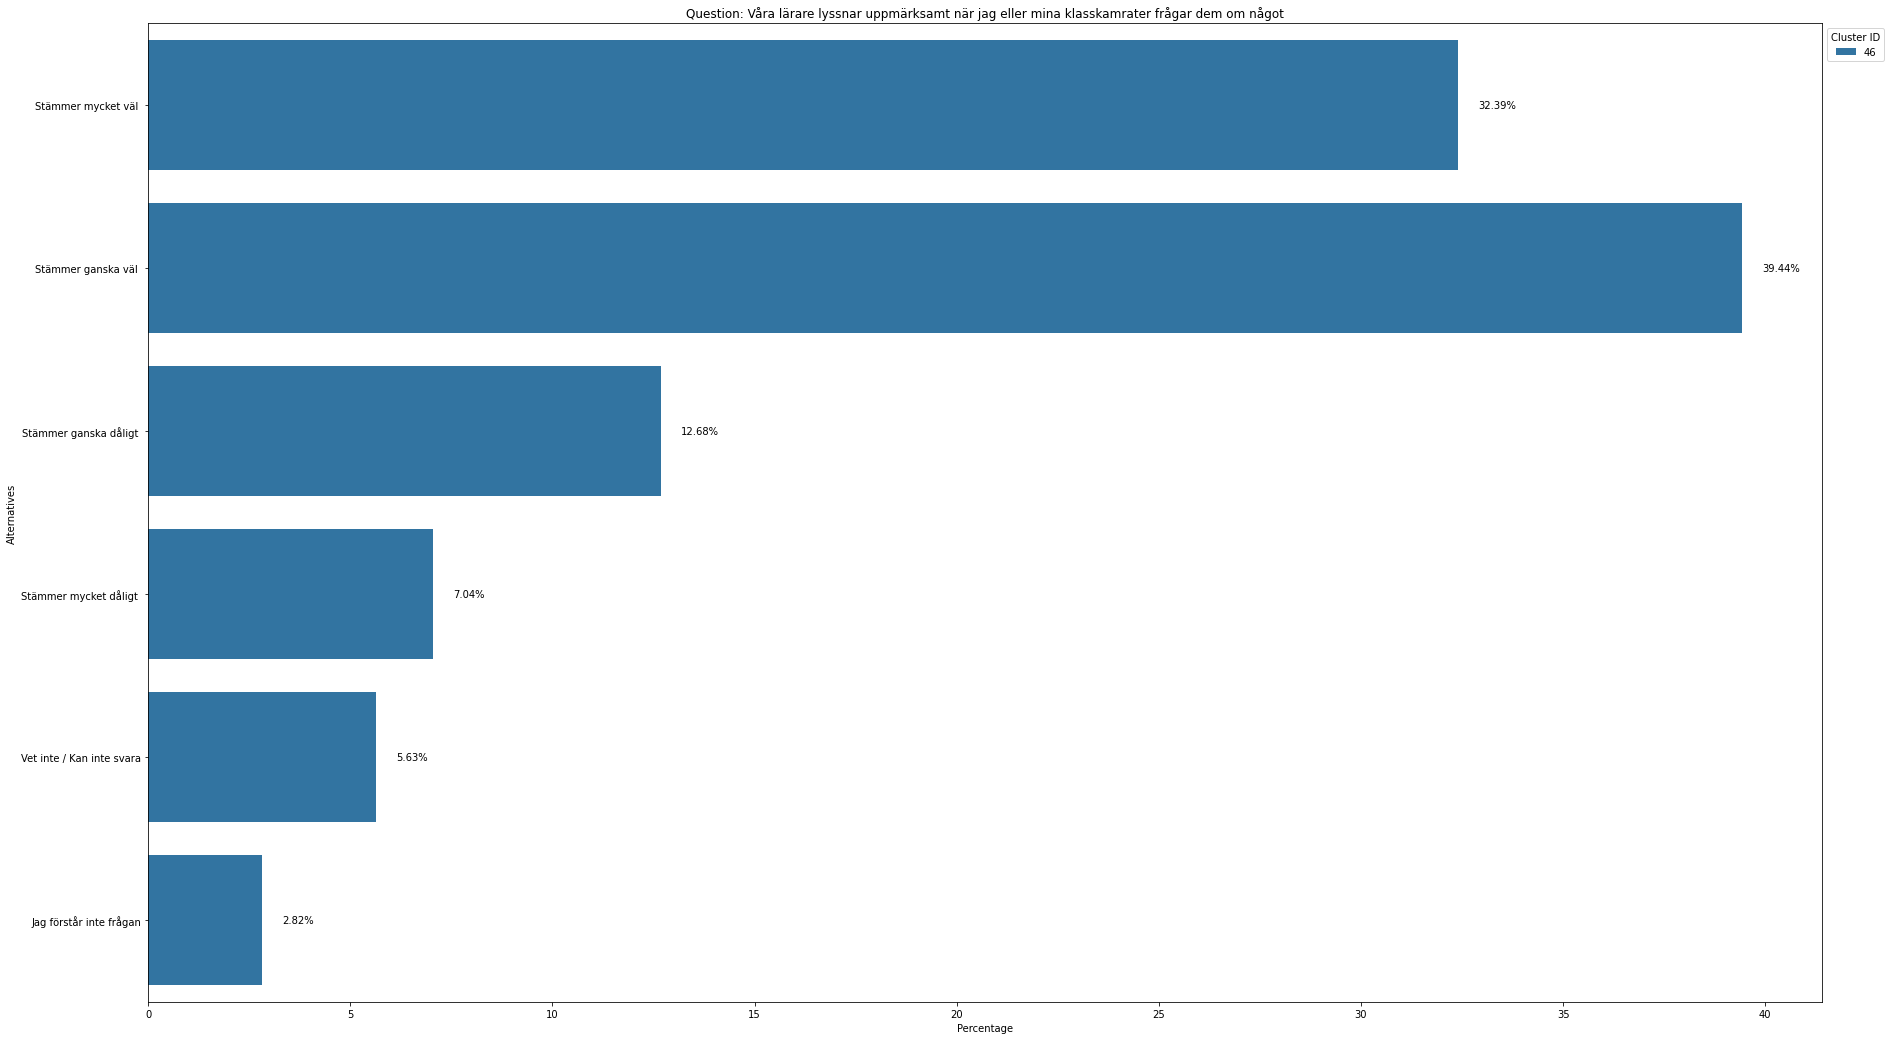 Question: Våra lärare lyssnar uppmärksamt när jag eller mina klasskamrater frågar dem om något
Cluster ID
46
Alternatives
Stämmer mycket väl
32.39%
Stämmer ganska väl
39.44%
Stämmer ganska dåligt
12.68%
Stämmer mycket dåligt
7.04%
Vet inte / Kan inte svara
5.63%
Jag förstår inte frågan
2.82%
0 5 10 15 20 25 30 35 40
Percentage